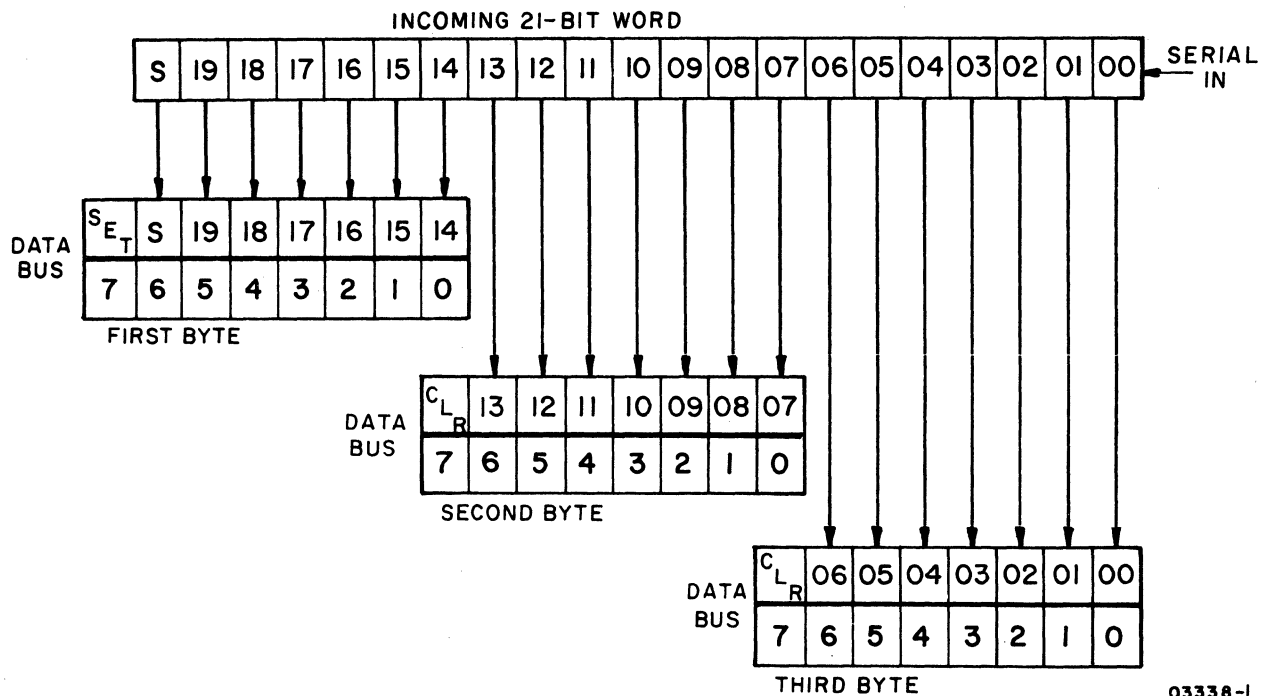 INCOMING 21-BIT WORD
S 19 18 17 16 15 14 13 12 11 10 09 08 07 06 05 04 03 02 01 00
SERIAL
IN
DATA
BUS
SET S 19 18 17 16 15 14
7 6 5 4 3 2 1 0
FIRST BYTE
DATA
BUS
CLR 13 12 11 10 09 08 07
7 6 5 4 3 2 1 0
SECOND BYTE
DATA
BUS
CLR 06 05 04 03 02 01 00
7 6 5 4 3 2 1 0
THIRD BYTE
03338-1